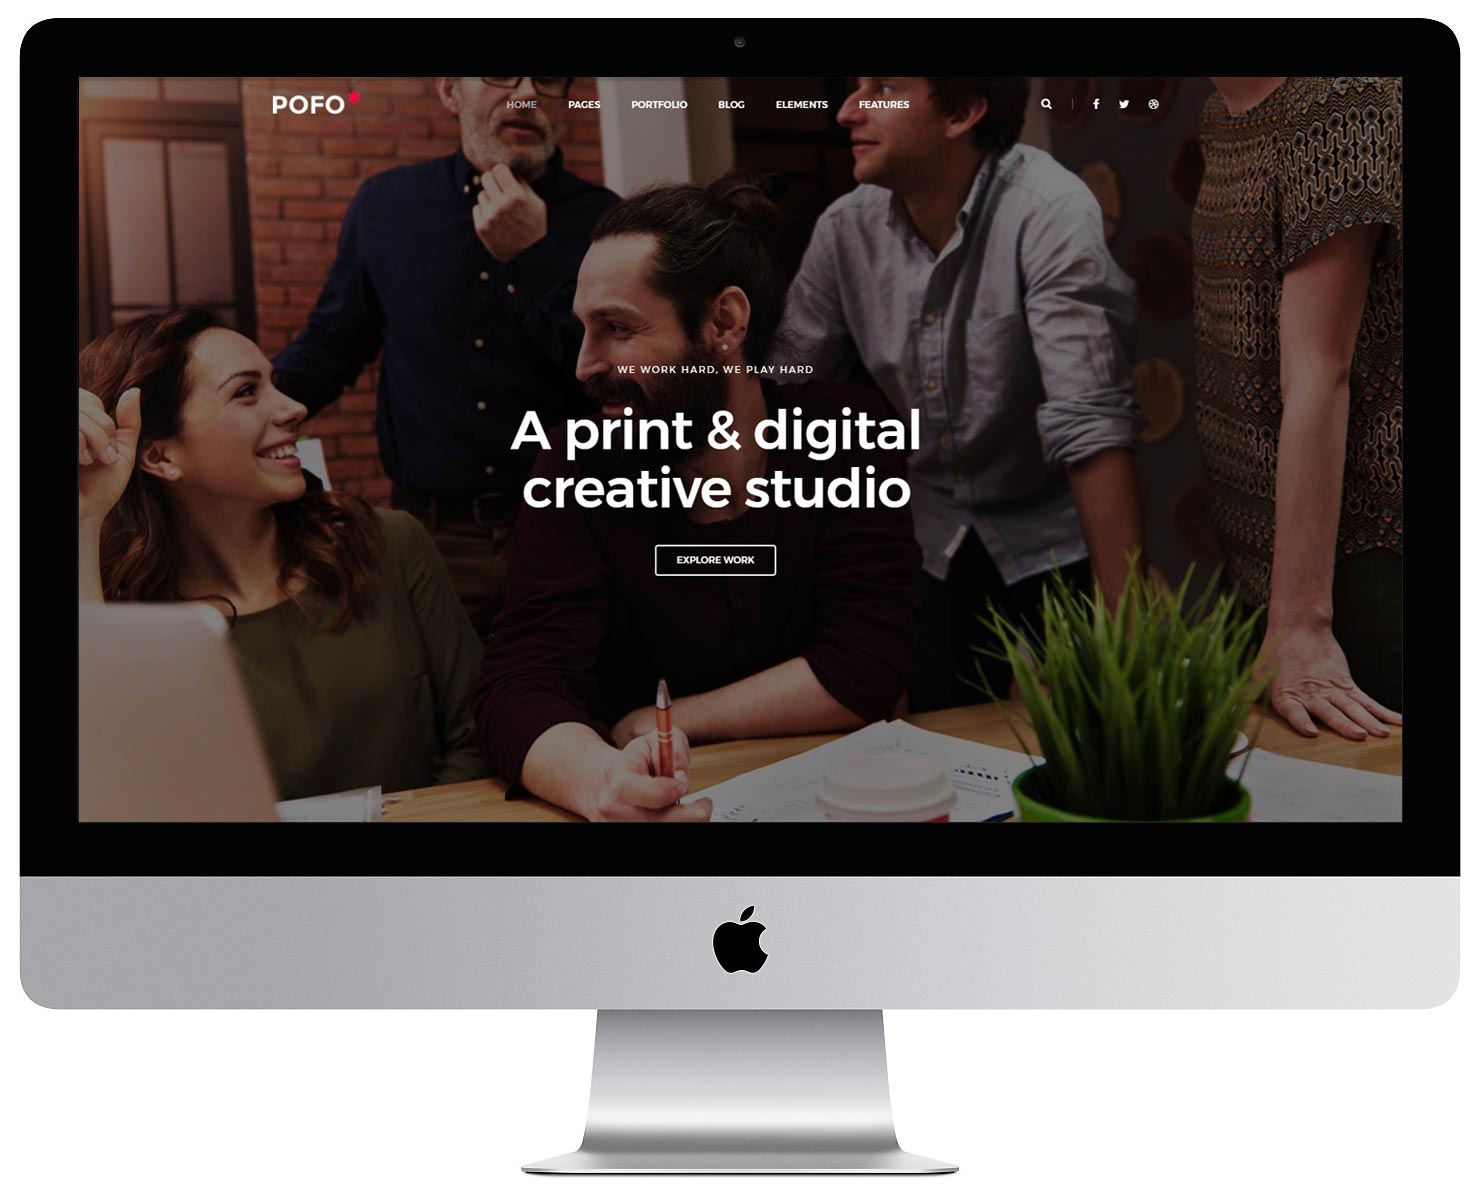 POFO*
HOME PAGES PORTFOLIO BLOG ELEMENTS FEATURES
WE WORK HARD, WE PLAY HARD
A print & digital
creative studio
EXPLORE WORK